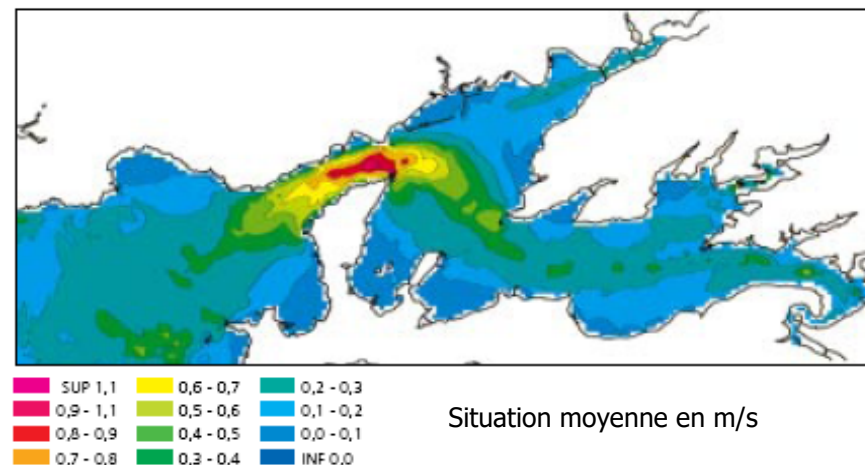 SUP 1,1 0,6 - 0,7 0,2 - 0,3
0,9 - 1,1 0,5 - 0,6 0,1 - 0,2
0,8 - 0,9 0,4 - 0,5 0,0 - 0,1
0,7 - 0,8 0,3 - 0,4 INF 0,0
Situation moyenne en m/s